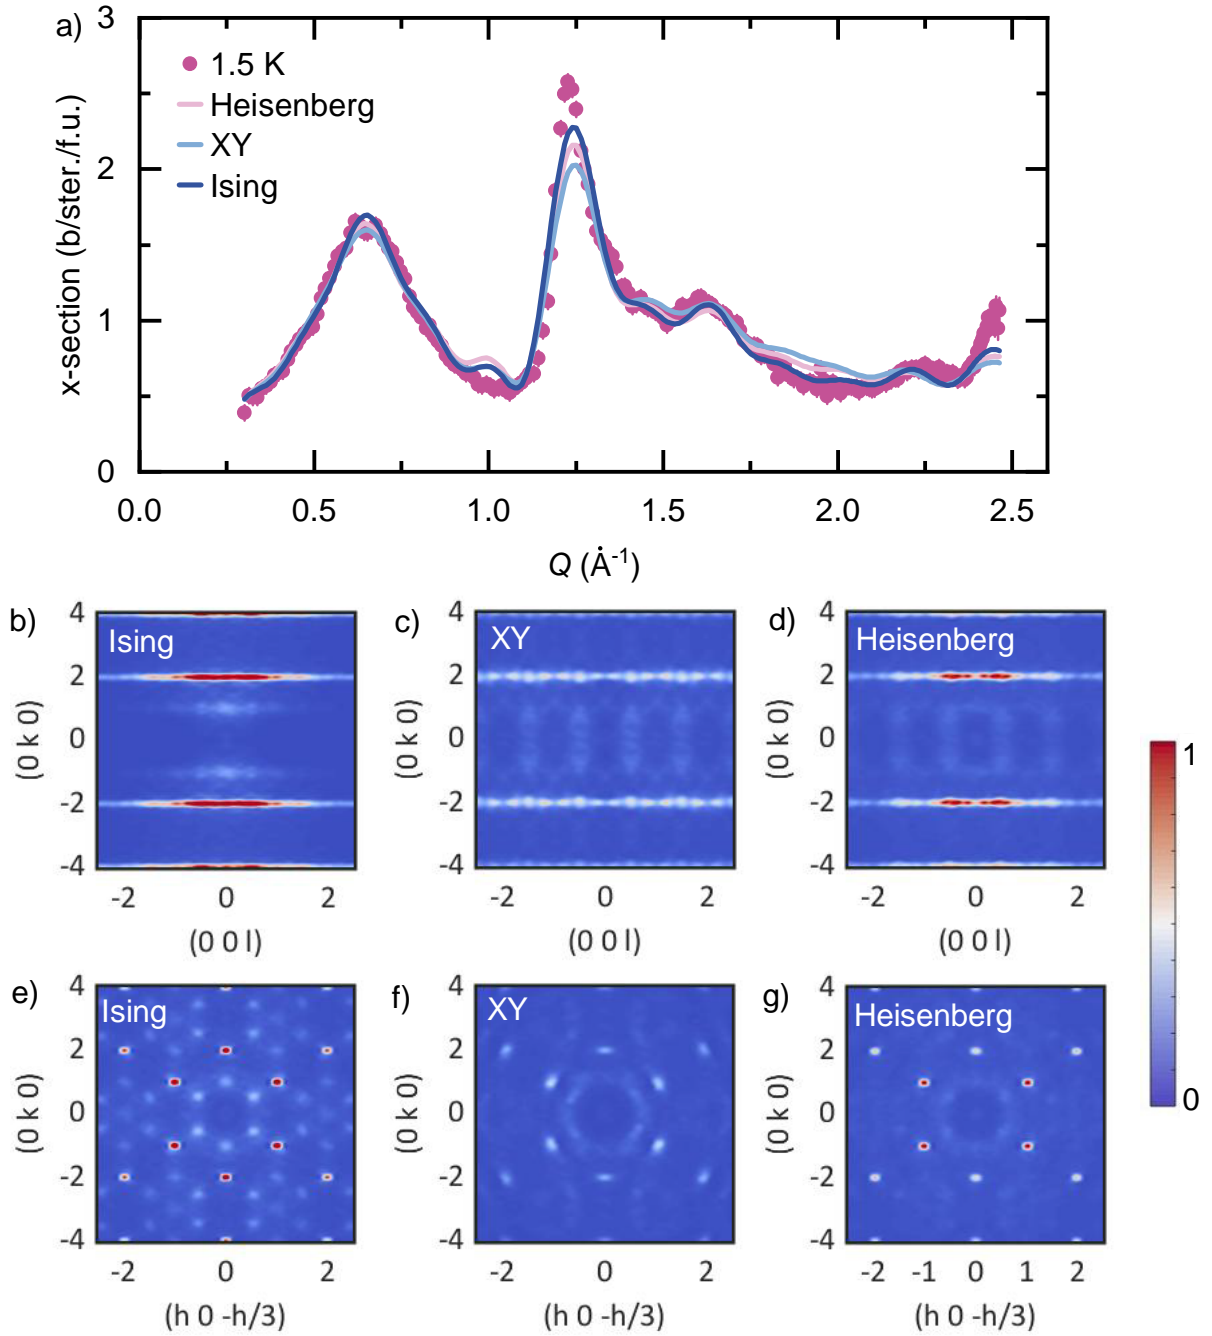 a)
3
2
1
0
x-section (b/ster./f.u.)
1.5 K
Heisenberg
XY
Ising
0.0 0.5 1.0 1.5 2.0 2.5
Q (Å⁻¹)
b)
Ising
4
2
0
-2
-4
(0 k 0)
-2 0 2
(0 0 l)
c)
XY
4
2
0
-2
-4
(0 k 0)
-2 0 2
(0 0 l)
d)
Heisenberg
4
2
0
-2
-4
(0 k 0)
-2 0 2
(0 0 l)
1
0
e)
Ising
4
2
0
-2
-4
(0 k 0)
-2 0 2
(h 0 -h/3)
f)
XY
4
2
0
-2
-4
(0 k 0)
-2 0 2
(h 0 -h/3)
g)
Heisenberg
4
2
0
-2
-4
(0 k 0)
-2 -1 0 1 2
(h 0 -h/3)